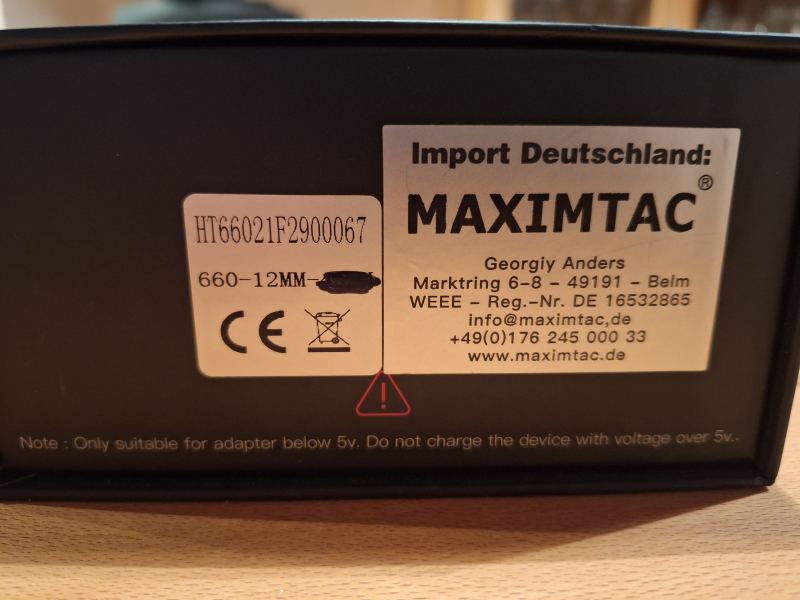 HT66021F2900067
660-12MM-
CE
Import Deutschland:
MAXIMTAC®
Georgiy Anders
Marktring 6-8 - 49191 - Belm
WEEE - Reg.-Nr. DE 16532865
info@maximtac,de
+49(0)176 245 000 33
www.maximtac.de
!
Note : Only suitable for adapter below 5v. Do not charge the device with voltage over 5v..